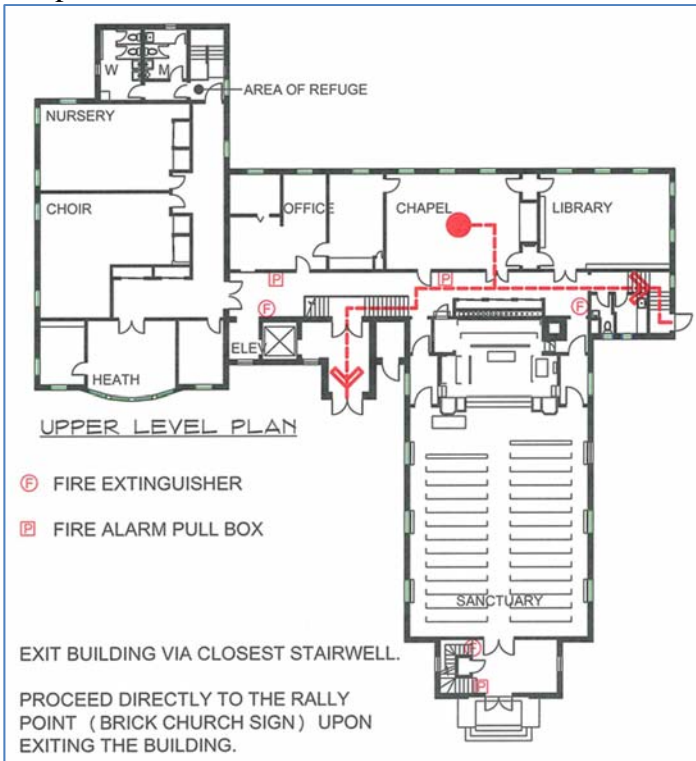 W
M
AREA OF REFUGE
NURSERY
CHOIR
OFFICE
CHAPEL
LIBRARY
P
P
F
F
ELEV
HEATH
UPPER LEVEL PLAN
F FIRE EXTINGUISHER
P FIRE ALARM PULL BOX
SANCTUARY
F
P
EXIT BUILDING VIA CLOSEST STAIRWELL.
PROCEED DIRECTLY TO THE RALLY
POINT (BRICK CHURCH SIGN) UPON
EXITING THE BUILDING.